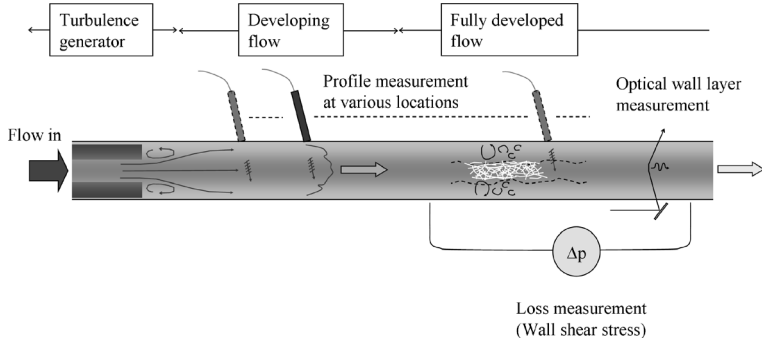 Turbulence
generator
Developing
flow
Fully developed
flow
Profile measurement
at various locations
Optical wall layer
measurement
Flow in
Δp
Loss measurement
(Wall shear stress)